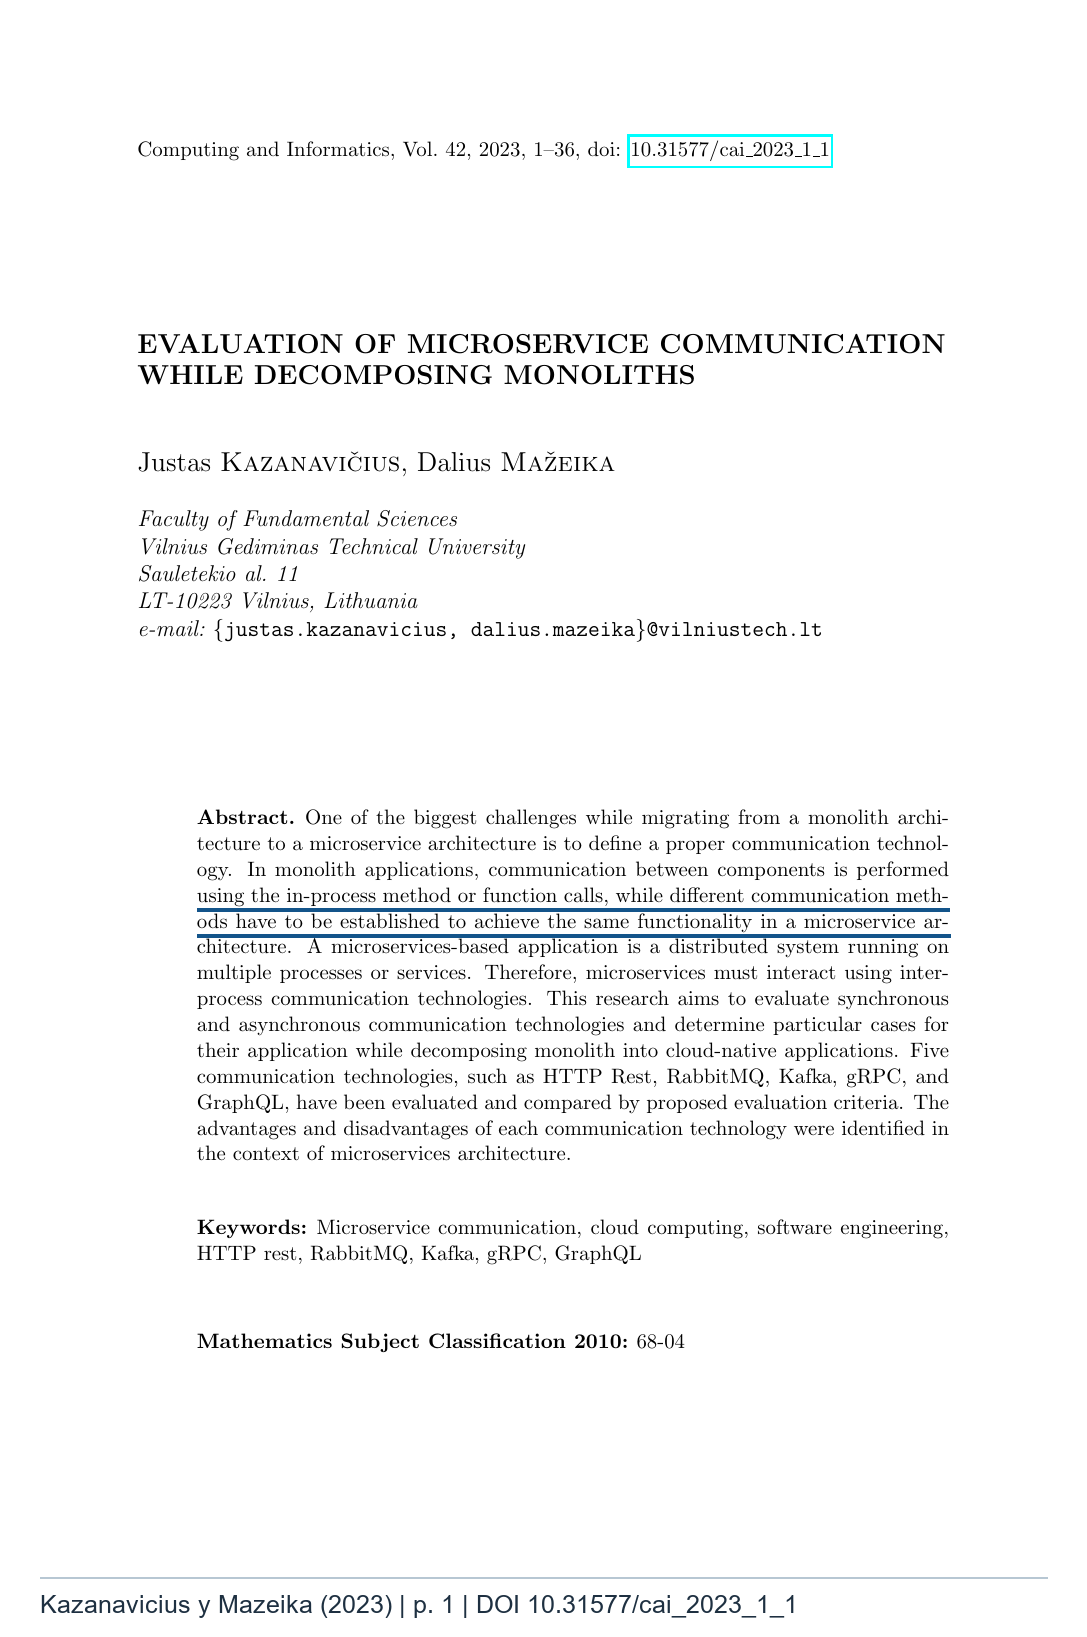 Computing and Informatics, Vol. 42, 2023, 1–36, doi: 10.31577/cai_2023_1_1
EVALUATION OF MICROSERVICE COMMUNICATION
WHILE DECOMPOSING MONOLITHS
Justas Kazanavičius, Dalius Mažeika
Faculty of Fundamental Sciences
Vilnius Gediminas Technical University
Sauletekio al. 11
LT-10223 Vilnius, Lithuania
e-mail: {justas.kazanavicius, dalius.mazeika}@vilniustech.lt
Abstract. One of the biggest challenges while migrating from a monolith archi-
tecture to a microservice architecture is to define a proper communication technol-
ogy. In monolith applications, communication between components is performed
using the in-process method or function calls, while different communication meth-
ods have to be established to achieve the same functionality in a microservice ar-
chitecture. A microservices-based application is a distributed system running on
multiple processes or services. Therefore, microservices must interact using inter-
process communication technologies. This research aims to evaluate synchronous
and asynchronous communication technologies and determine particular cases for
their application while decomposing monolith into cloud-native applications. Five
communication technologies, such as HTTP Rest, RabbitMQ, Kafka, gRPC, and
GraphQL, have been evaluated and compared by proposed evaluation criteria. The
advantages and disadvantages of each communication technology were identified in
the context of microservices architecture.
Keywords: Microservice communication, cloud computing, software engineering,
HTTP rest, RabbitMQ, Kafka, gRPC, GraphQL
Mathematics Subject Classification 2010: 68-04
Kazanavicius y Mazeika (2023) | p. 1 | DOI 10.31577/cai_2023_1_1